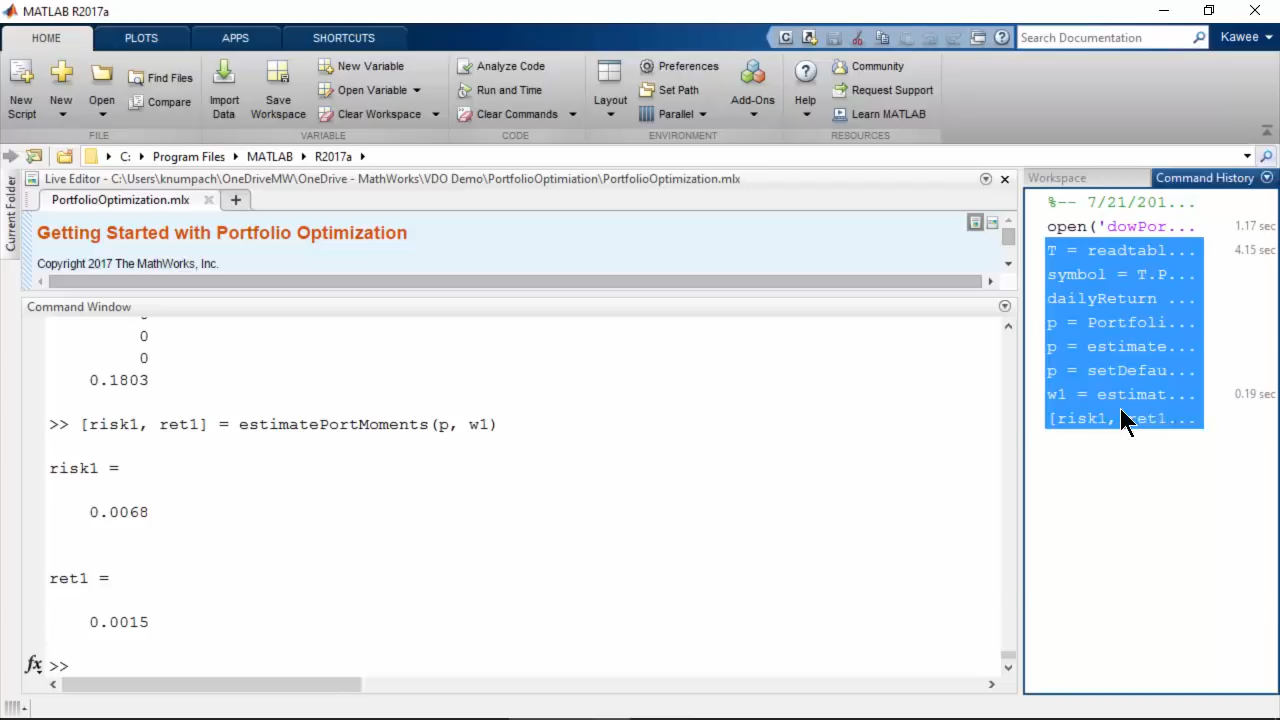 MATLAB R2017a
HOME PLOTS APPS SHORTCUTS
Search Documentation
Kawee
New Script
New
Open
Find Files
Compare
Import Data
Save Workspace
New Variable
Open Variable
Clear Workspace
Analyze Code
Run and Time
Clear Commands
Layout
Preferences
Set Path
Parallel
Add-Ons
Help
Community
Request Support
Learn MATLAB
FILE VARIABLE CODE ENVIRONMENT RESOURCES
C: Program Files MATLAB R2017a
Current Folder
Live Editor - C:\Users\knumpach\OneDriveMW\OneDrive - MathWorks\VDO Demo\PortfolioOptimiation\PortfolioOptimization.mlx
PortfolioOptimization.mlx
Getting Started with Portfolio Optimization
Copyright 2017 The MathWorks, Inc.
Command Window
0
0
0.1803
>> [risk1, ret1] = estimatePortMoments(p, w1)
risk1 =
0.0068
ret1 =
0.0015
fx >>
Workspace
Command History
%-- 7/21/201...
open('dowPor... 1.17 sec
T = readtabl... 4.15 sec
symbol = T.P...
dailyReturn ...
p = Portfoli...
p = estimate...
p = setDefau...
w1 = estimat... 0.19 sec
[risk1, ret1...